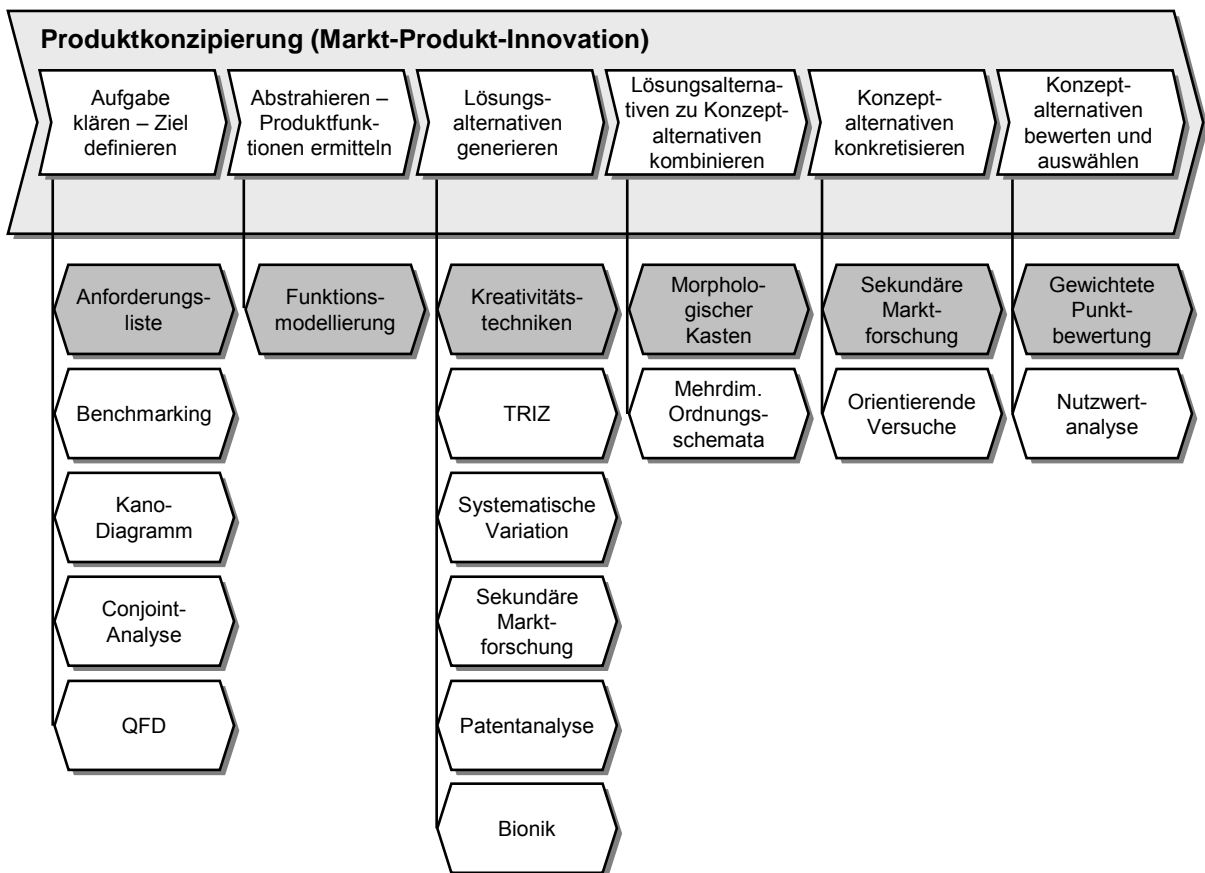 Produktkonzipierung (Markt-Produkt-Innovation)
Aufgabe
klären – Ziel
definieren
Abstrahieren –
Produktfunk-
tionen ermitteln
Lösungs-
alternativen
generieren
Lösungsalterna-
tiven zu Konzept-
alternativen
kombinieren
Konzept-
alternativen
konkretisieren
Konzept-
alternativen
bewerten und
auswählen
Anforderungs-
liste
Funktions-
modellierung
Kreativitäts-
techniken
Morpholo-
gischer
Kasten
Sekundäre
Markt-
forschung
Gewichtete
Punkt-
bewertung
Benchmarking
TRIZ
Mehrdim.
Ordnungs-
schemata
Orientierende
Versuche
Nutzwert-
analyse
Kano-
Diagramm
Systematische
Variation
Conjoint-
Analyse
Sekundäre
Markt-
forschung
QFD
Patentanalyse
Bionik